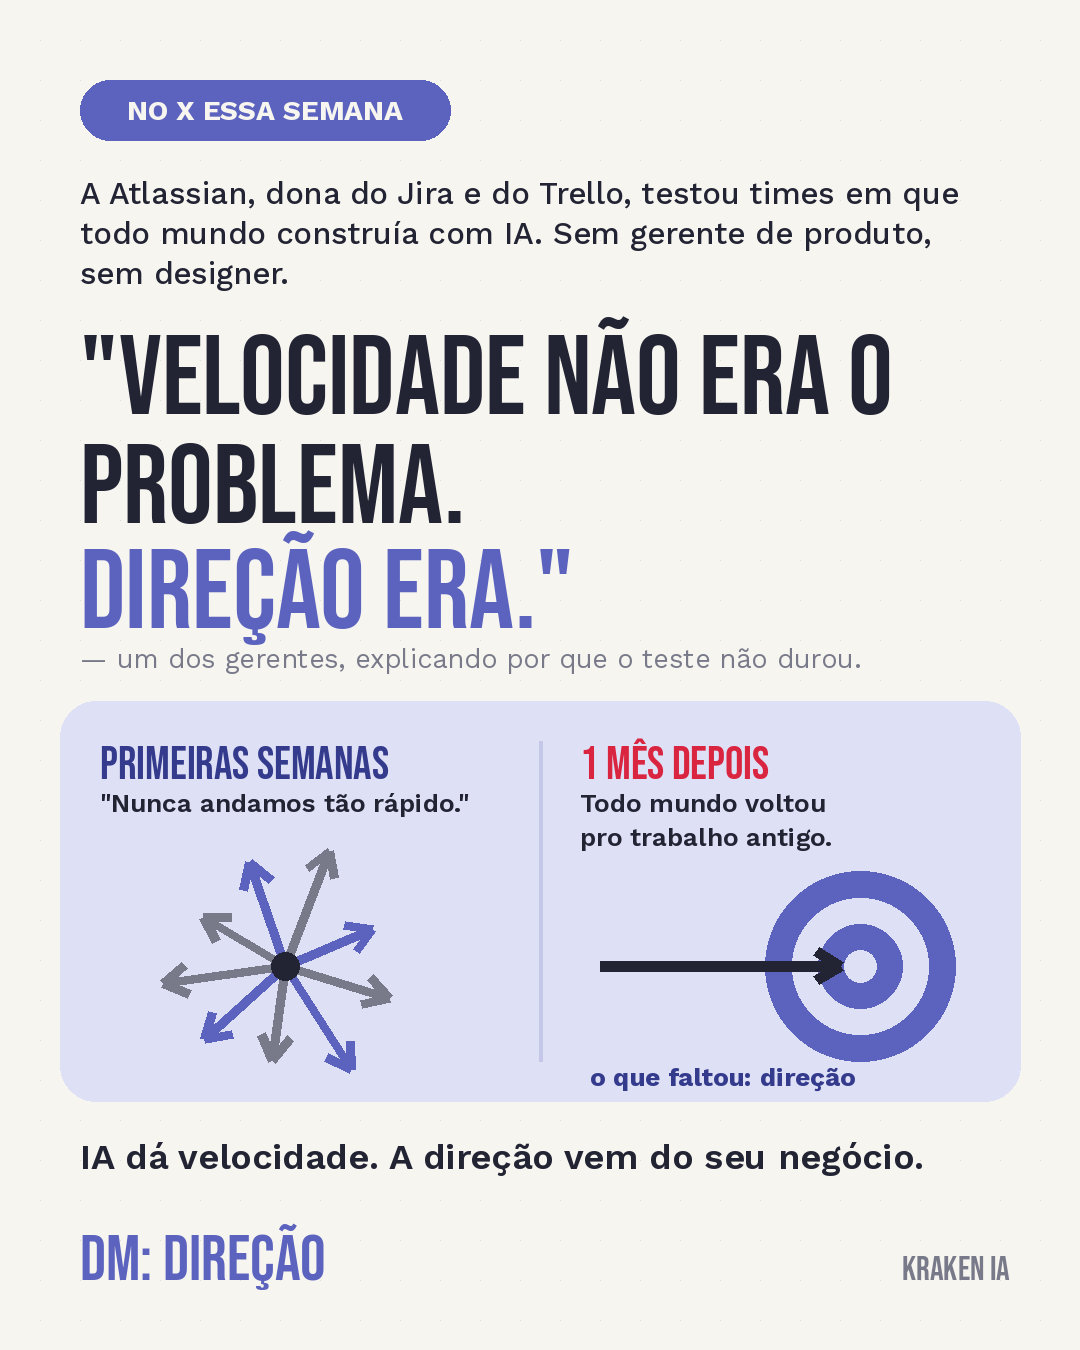 NO X ESSA SEMANA
A Atlassian, dona do Jira e do Trello, testou times em que
todo mundo construía com IA. Sem gerente de produto,
sem designer.
"VELOCIDADE NÃO ERA O
PROBLEMA.
DIREÇÃO ERA."
— um dos gerentes, explicando por que o teste não durou.
PRIMEIRAS SEMANAS
"Nunca andamos tão rápido."
1 MÊS DEPOIS
Todo mundo voltou
pro trabalho antigo.
o que faltou: direção
IA dá velocidade. A direção vem do seu negócio.
DM: DIREÇÃO
KRAKEN IA